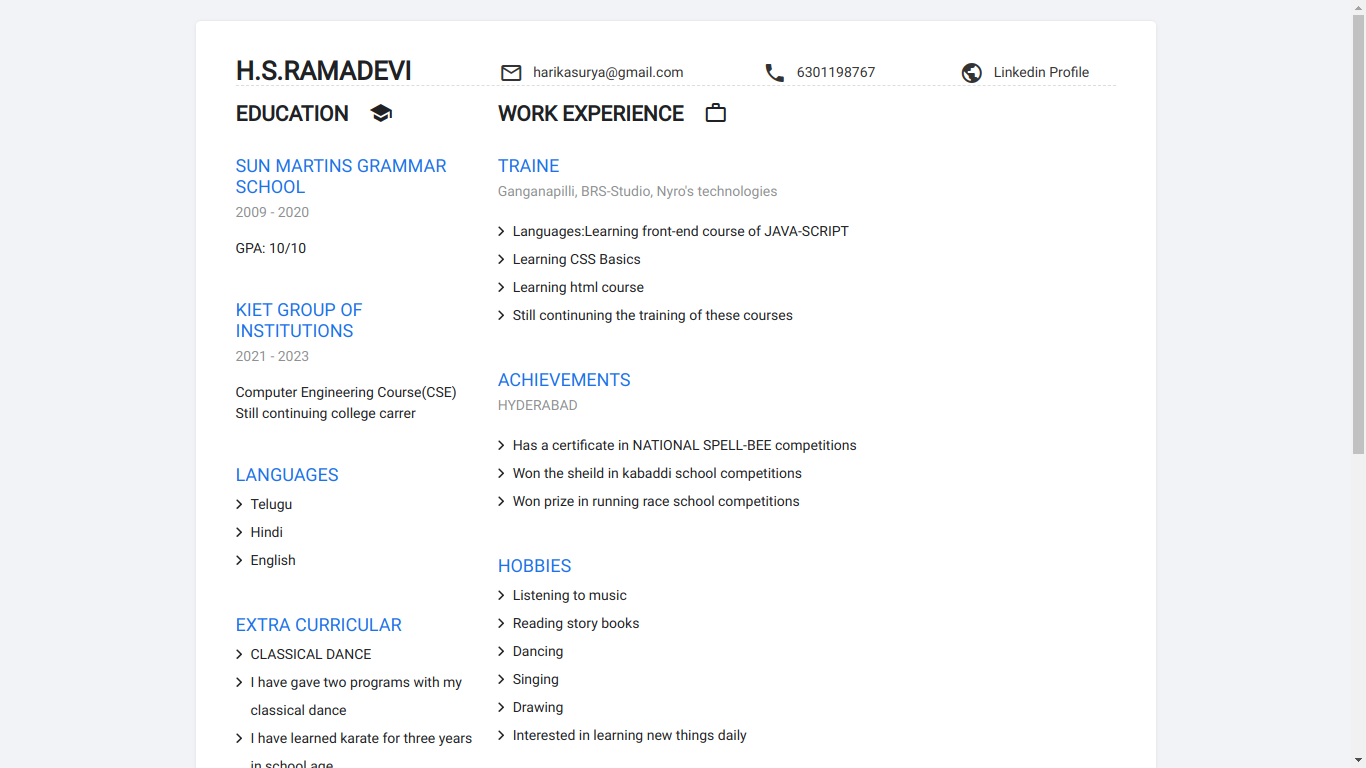 H.S.RAMADEVI
harikasurya@gmail.com
6301198767
Linkedin Profile
EDUCATION
SUN MARTINS GRAMMAR
SCHOOL
2009 - 2020
GPA: 10/10
KIET GROUP OF
INSTITUTIONS
2021 - 2023
Computer Engineering Course(CSE)
Still continuing college carrer
LANGUAGES
Telugu
Hindi
English
EXTRA CURRICULAR
CLASSICAL DANCE
I have gave two programs with my
classical dance
I have learned karate for three years
in school age
WORK EXPERIENCE
TRAINE
Ganganapilli, BRS-Studio, Nyro's technologies
Languages:Learning front-end course of JAVA-SCRIPT
Learning CSS Basics
Learning html course
Still continuning the training of these courses
ACHIEVEMENTS
HYDERABAD
Has a certificate in NATIONAL SPELL-BEE competitions
Won the sheild in kabaddi school competitions
Won prize in running race school competitions
HOBBIES
Listening to music
Reading story books
Dancing
Singing
Drawing
Interested in learning new things daily